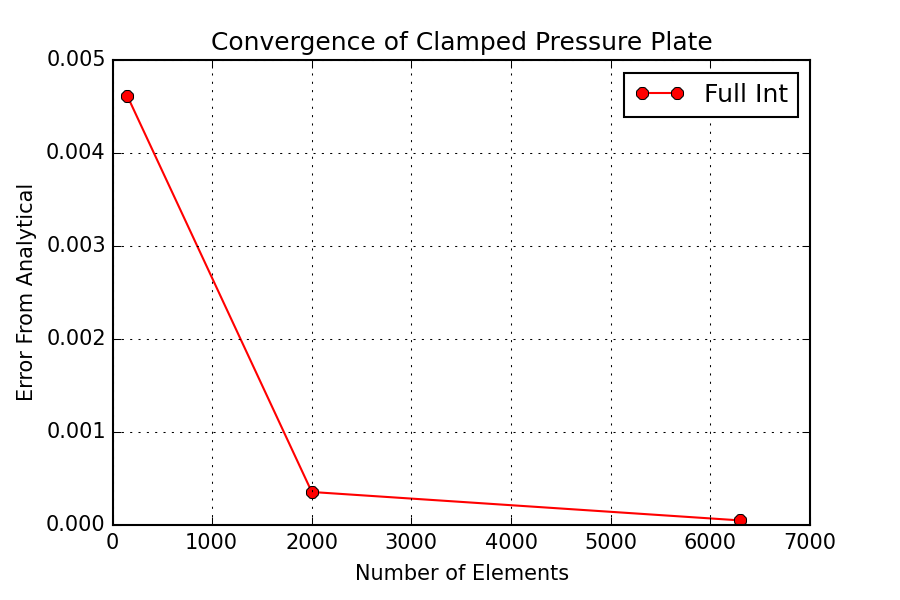 Convergence of Clamped Pressure Plate
0.005
0.004
0.003
0.002
0.001
0.000
Error From Analytical
Full Int
0 1000 2000 3000 4000 5000 6000 7000
Number of Elements